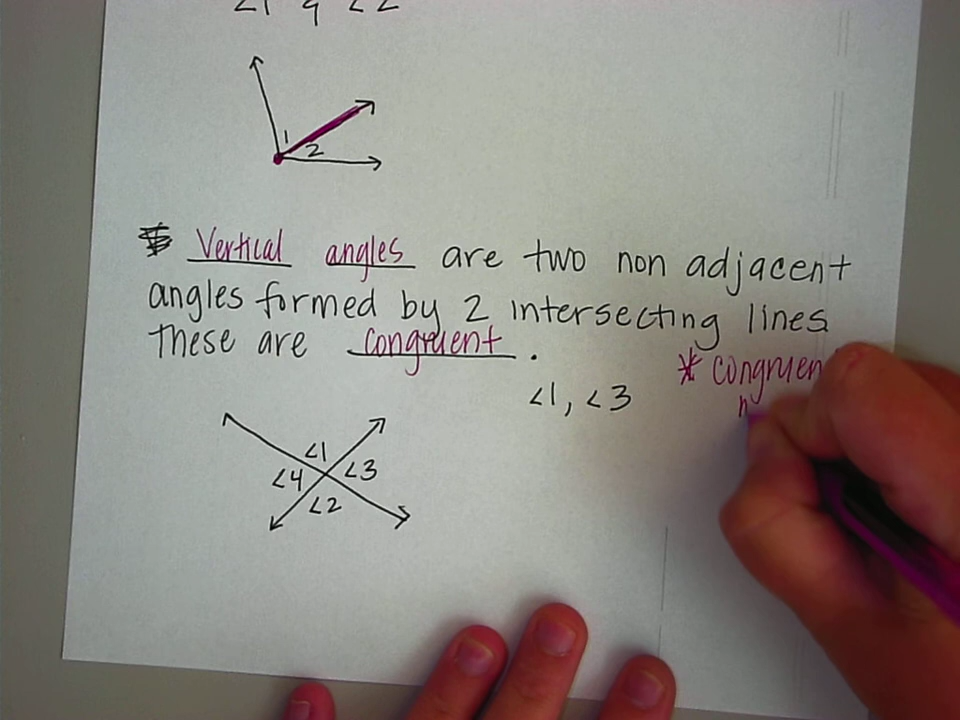 ∠1 & ∠2
1
2
Vertical angles are two non adjacent
angles formed by 2 intersecting lines
these are congruent.
* congruen
∠1, ∠3
∠1
∠4 ∠3
∠2